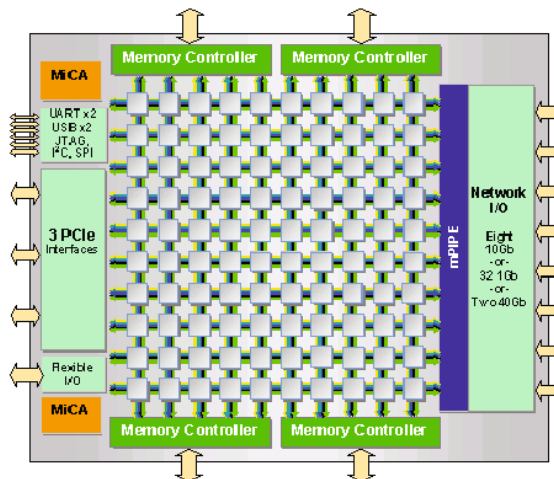 Memory Controller
Memory Controller
MiCA
UART x2
USB x2
JTAG,
I²C, SPI
3 PCIe
Interfaces
Flexible
I/O
MiCA
mPIPE
Network
I/O
Eight
10Gb
-or-
32 1Gb
-or-
Two 40Gb
Memory Controller
Memory Controller